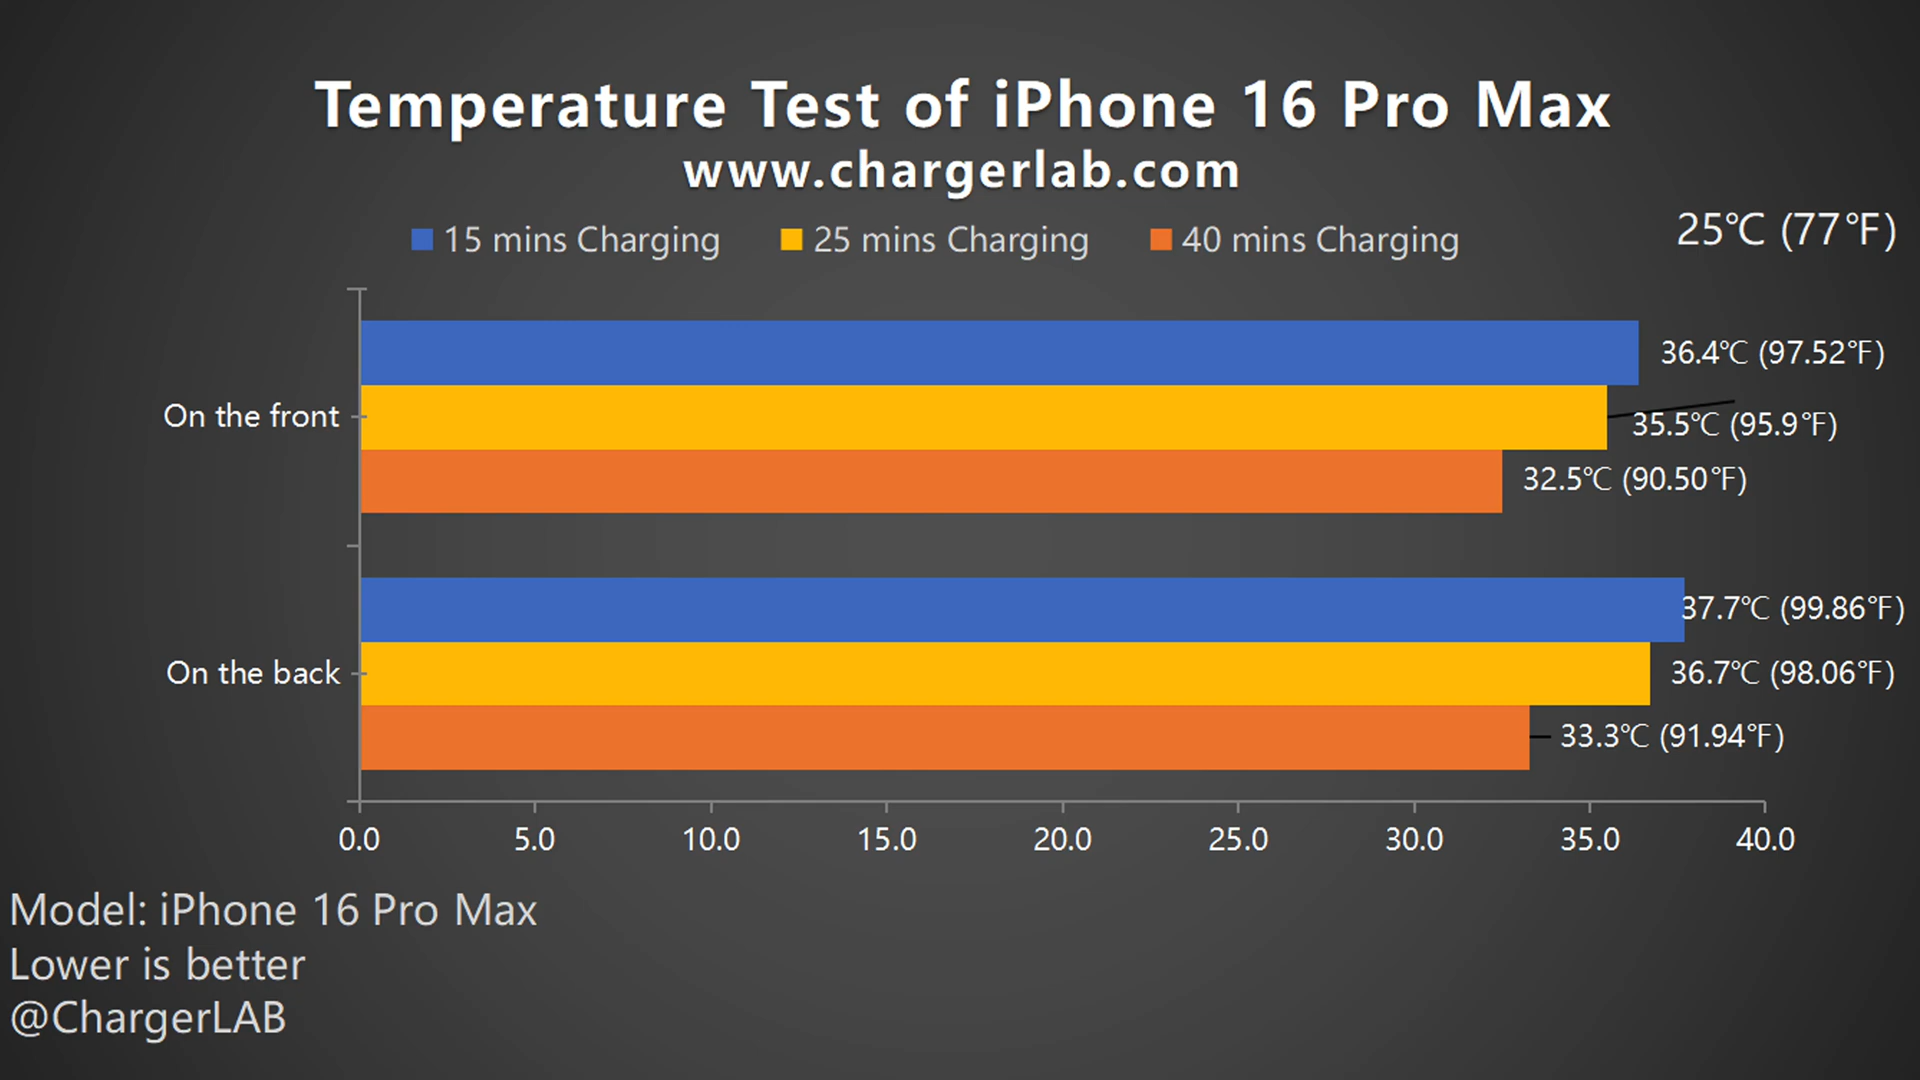 Temperature Test of iPhone 16 Pro Max
www.chargerlab.com
15 mins Charging 25 mins Charging 40 mins Charging
25℃ (77℉)
36.4℃ (97.52℉)
On the front
35.5℃ (95.9℉)
32.5℃ (90.50℉)
37.7℃ (99.86℉)
On the back
36.7℃ (98.06℉)
33.3℃ (91.94℉)
0.0 5.0 10.0 15.0 20.0 25.0 30.0 35.0 40.0
Model: iPhone 16 Pro Max
Lower is better
@ChargerLAB